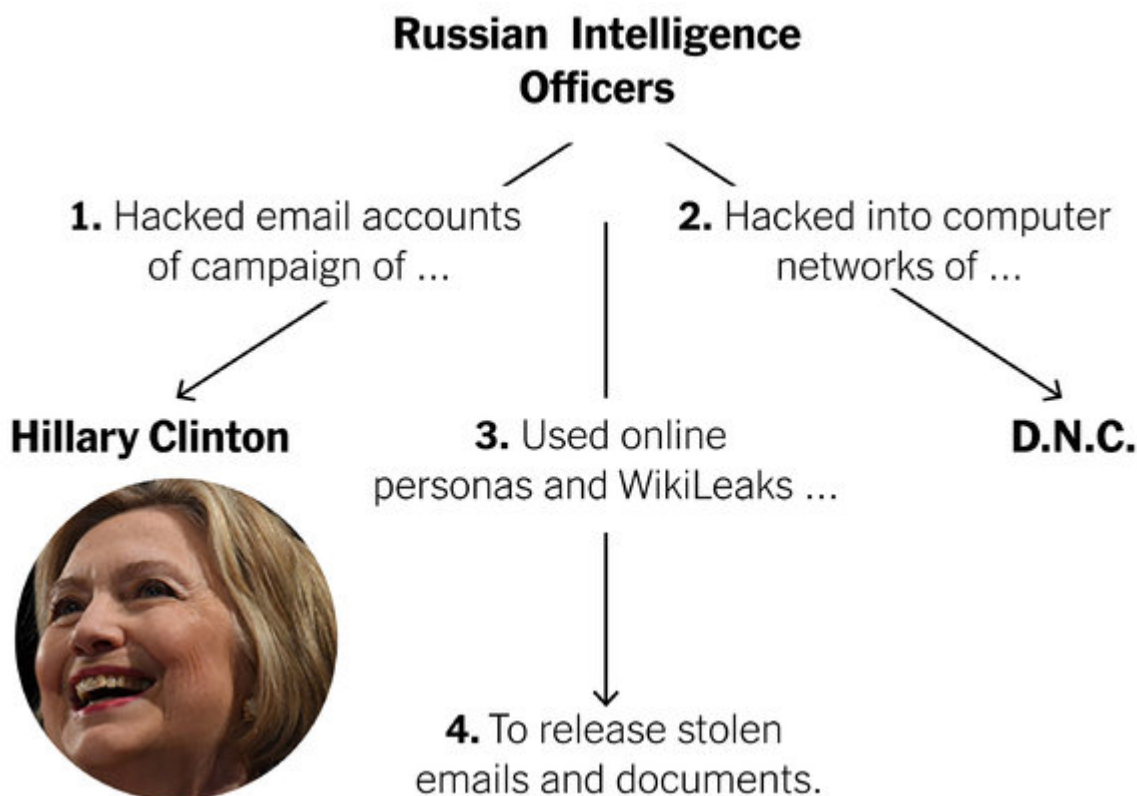 Russian Intelligence
Officers
1. Hacked email accounts
of campaign of ...
2. Hacked into computer
networks of ...
Hillary Clinton
3. Used online
personas and WikiLeaks ...
D.N.C.
4. To release stolen
emails and documents.